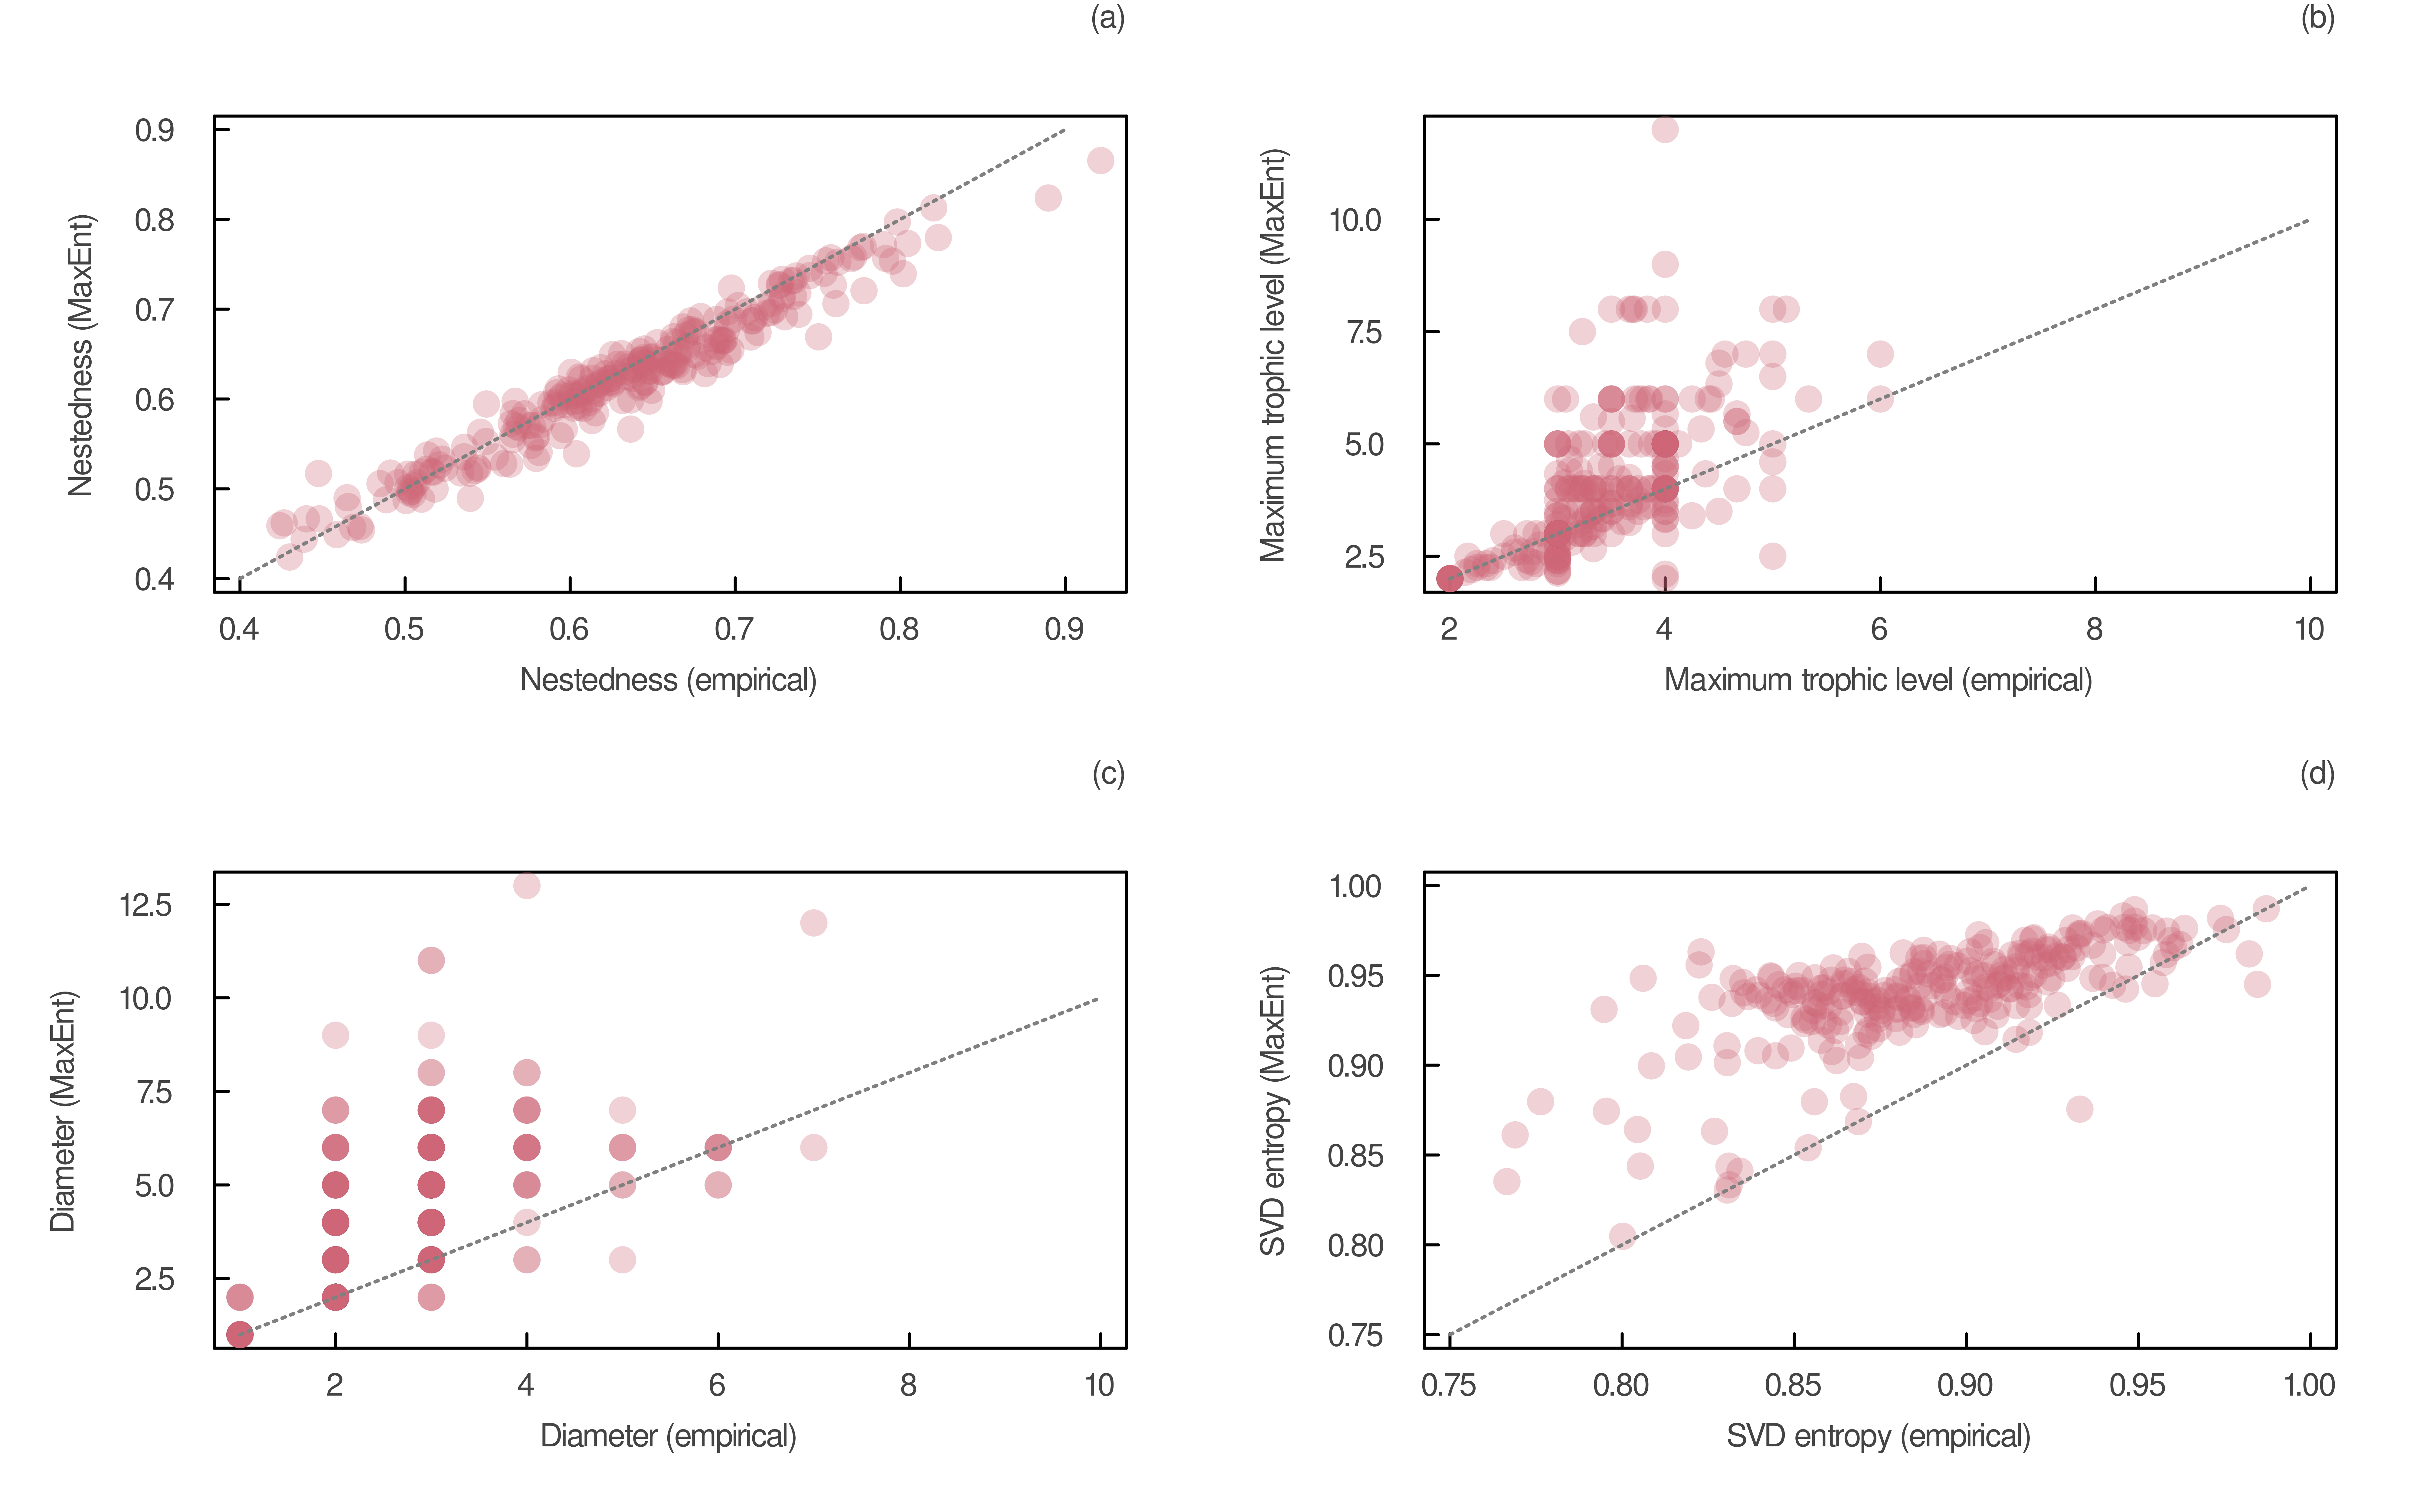 (a)
0.9
0.8
0.7
0.6
0.5
0.4
Nestedness (MaxEnt)
0.4 0.5 0.6 0.7 0.8 0.9
Nestedness (empirical)
(b)
10.0
7.5
5.0
2.5
Maximum trophic level (MaxEnt)
2 4 6 8 10
Maximum trophic level (empirical)
(c)
12.5
10.0
7.5
5.0
2.5
Diameter (MaxEnt)
2 4 6 8 10
Diameter (empirical)
(d)
1.00
0.95
0.90
0.85
0.80
0.75
SVD entropy (MaxEnt)
0.75 0.80 0.85 0.90 0.95 1.00
SVD entropy (empirical)